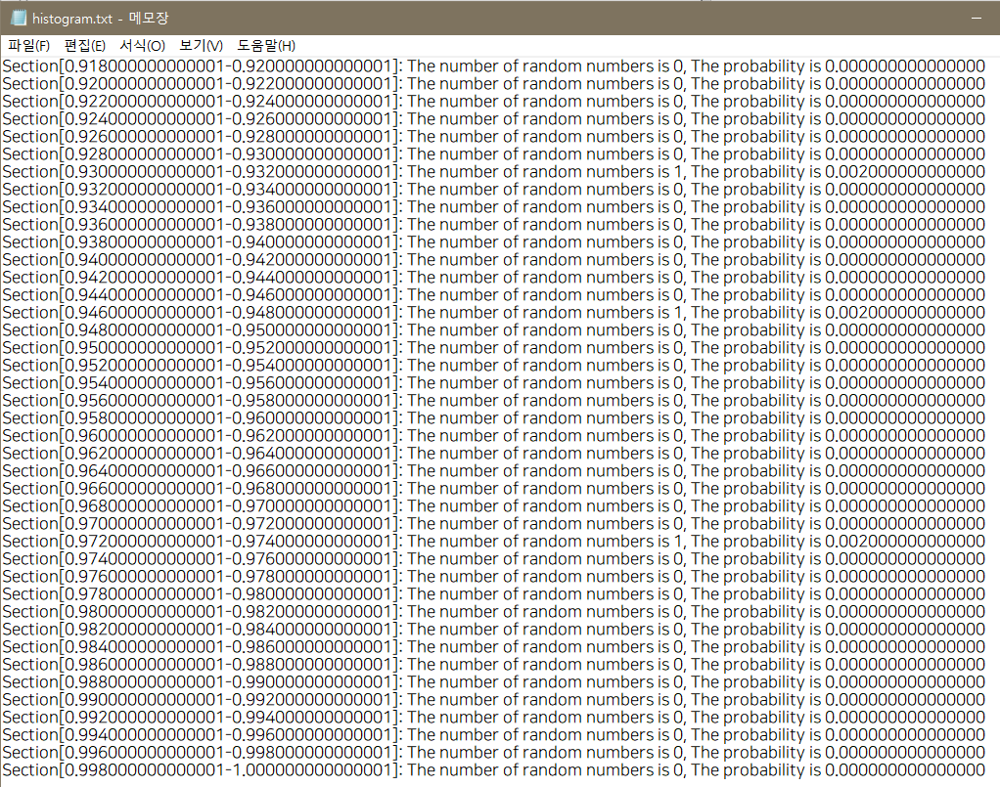 histogram.txt - 메모장
파일(F) 편집(E) 서식(O) 보기(V) 도움말(H)
Section[0.918000000000001-0.920000000000001]: The number of random numbers is 0, The probability is 0.000000000000000
Section[0.920000000000001-0.922000000000001]: The number of random numbers is 0, The probability is 0.000000000000000
Section[0.922000000000001-0.924000000000001]: The number of random numbers is 0, The probability is 0.000000000000000
Section[0.924000000000001-0.926000000000001]: The number of random numbers is 0, The probability is 0.000000000000000
Section[0.926000000000001-0.928000000000001]: The number of random numbers is 0, The probability is 0.000000000000000
Section[0.928000000000001-0.930000000000001]: The number of random numbers is 0, The probability is 0.000000000000000
Section[0.930000000000001-0.932000000000001]: The number of random numbers is 1, The probability is 0.002000000000000
Section[0.932000000000001-0.934000000000001]: The number of random numbers is 0, The probability is 0.000000000000000
Section[0.934000000000001-0.936000000000001]: The number of random numbers is 0, The probability is 0.000000000000000
Section[0.936000000000001-0.938000000000001]: The number of random numbers is 0, The probability is 0.000000000000000
Section[0.938000000000001-0.940000000000001]: The number of random numbers is 0, The probability is 0.000000000000000
Section[0.940000000000001-0.942000000000001]: The number of random numbers is 0, The probability is 0.000000000000000
Section[0.942000000000001-0.944000000000001]: The number of random numbers is 0, The probability is 0.000000000000000
Section[0.944000000000001-0.946000000000001]: The number of random numbers is 0, The probability is 0.000000000000000
Section[0.946000000000001-0.948000000000001]: The number of random numbers is 1, The probability is 0.002000000000000
Section[0.948000000000001-0.950000000000001]: The number of random numbers is 0, The probability is 0.000000000000000
Section[0.950000000000001-0.952000000000001]: The number of random numbers is 0, The probability is 0.000000000000000
Section[0.952000000000001-0.954000000000001]: The number of random numbers is 0, The probability is 0.000000000000000
Section[0.954000000000001-0.956000000000001]: The number of random numbers is 0, The probability is 0.000000000000000
Section[0.956000000000001-0.958000000000001]: The number of random numbers is 0, The probability is 0.000000000000000
Section[0.958000000000001-0.960000000000001]: The number of random numbers is 0, The probability is 0.000000000000000
Section[0.960000000000001-0.962000000000001]: The number of random numbers is 0, The probability is 0.000000000000000
Section[0.962000000000001-0.964000000000001]: The number of random numbers is 0, The probability is 0.000000000000000
Section[0.964000000000001-0.966000000000001]: The number of random numbers is 0, The probability is 0.000000000000000
Section[0.966000000000001-0.968000000000001]: The number of random numbers is 0, The probability is 0.000000000000000
Section[0.968000000000001-0.970000000000001]: The number of random numbers is 0, The probability is 0.000000000000000
Section[0.970000000000001-0.972000000000001]: The number of random numbers is 0, The probability is 0.000000000000000
Section[0.972000000000001-0.974000000000001]: The number of random numbers is 1, The probability is 0.002000000000000
Section[0.974000000000001-0.976000000000001]: The number of random numbers is 0, The probability is 0.000000000000000
Section[0.976000000000001-0.978000000000001]: The number of random numbers is 0, The probability is 0.000000000000000
Section[0.978000000000001-0.980000000000001]: The number of random numbers is 0, The probability is 0.000000000000000
Section[0.980000000000001-0.982000000000001]: The number of random numbers is 0, The probability is 0.000000000000000
Section[0.982000000000001-0.984000000000001]: The number of random numbers is 0, The probability is 0.000000000000000
Section[0.984000000000001-0.986000000000001]: The number of random numbers is 0, The probability is 0.000000000000000
Section[0.986000000000001-0.988000000000001]: The number of random numbers is 0, The probability is 0.000000000000000
Section[0.988000000000001-0.990000000000001]: The number of random numbers is 0, The probability is 0.000000000000000
Section[0.990000000000001-0.992000000000001]: The number of random numbers is 0, The probability is 0.000000000000000
Section[0.992000000000001-0.994000000000001]: The number of random numbers is 0, The probability is 0.000000000000000
Section[0.994000000000001-0.996000000000001]: The number of random numbers is 0, The probability is 0.000000000000000
Section[0.996000000000001-0.998000000000001]: The number of random numbers is 0, The probability is 0.000000000000000
Section[0.998000000000001-1.000000000000001]: The number of random numbers is 0, The probability is 0.000000000000000